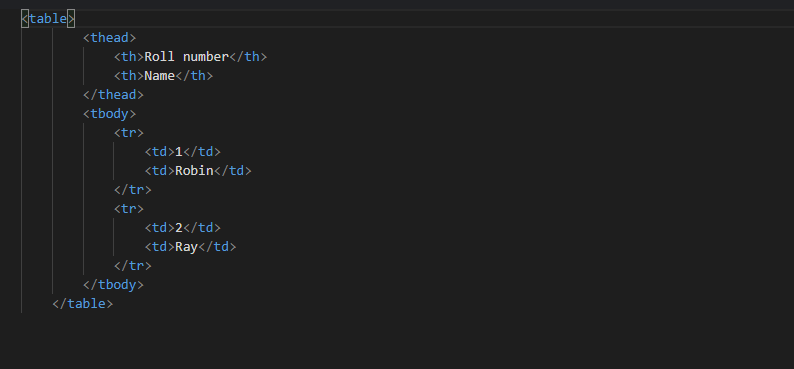 <table>
<thead>
<th>Roll number</th>
<th>Name</th>
</thead>
<tbody>
<tr>
<td>1</td>
<td>Robin</td>
</tr>
<tr>
<td>2</td>
<td>Ray</td>
</tr>
</tbody>
</table>